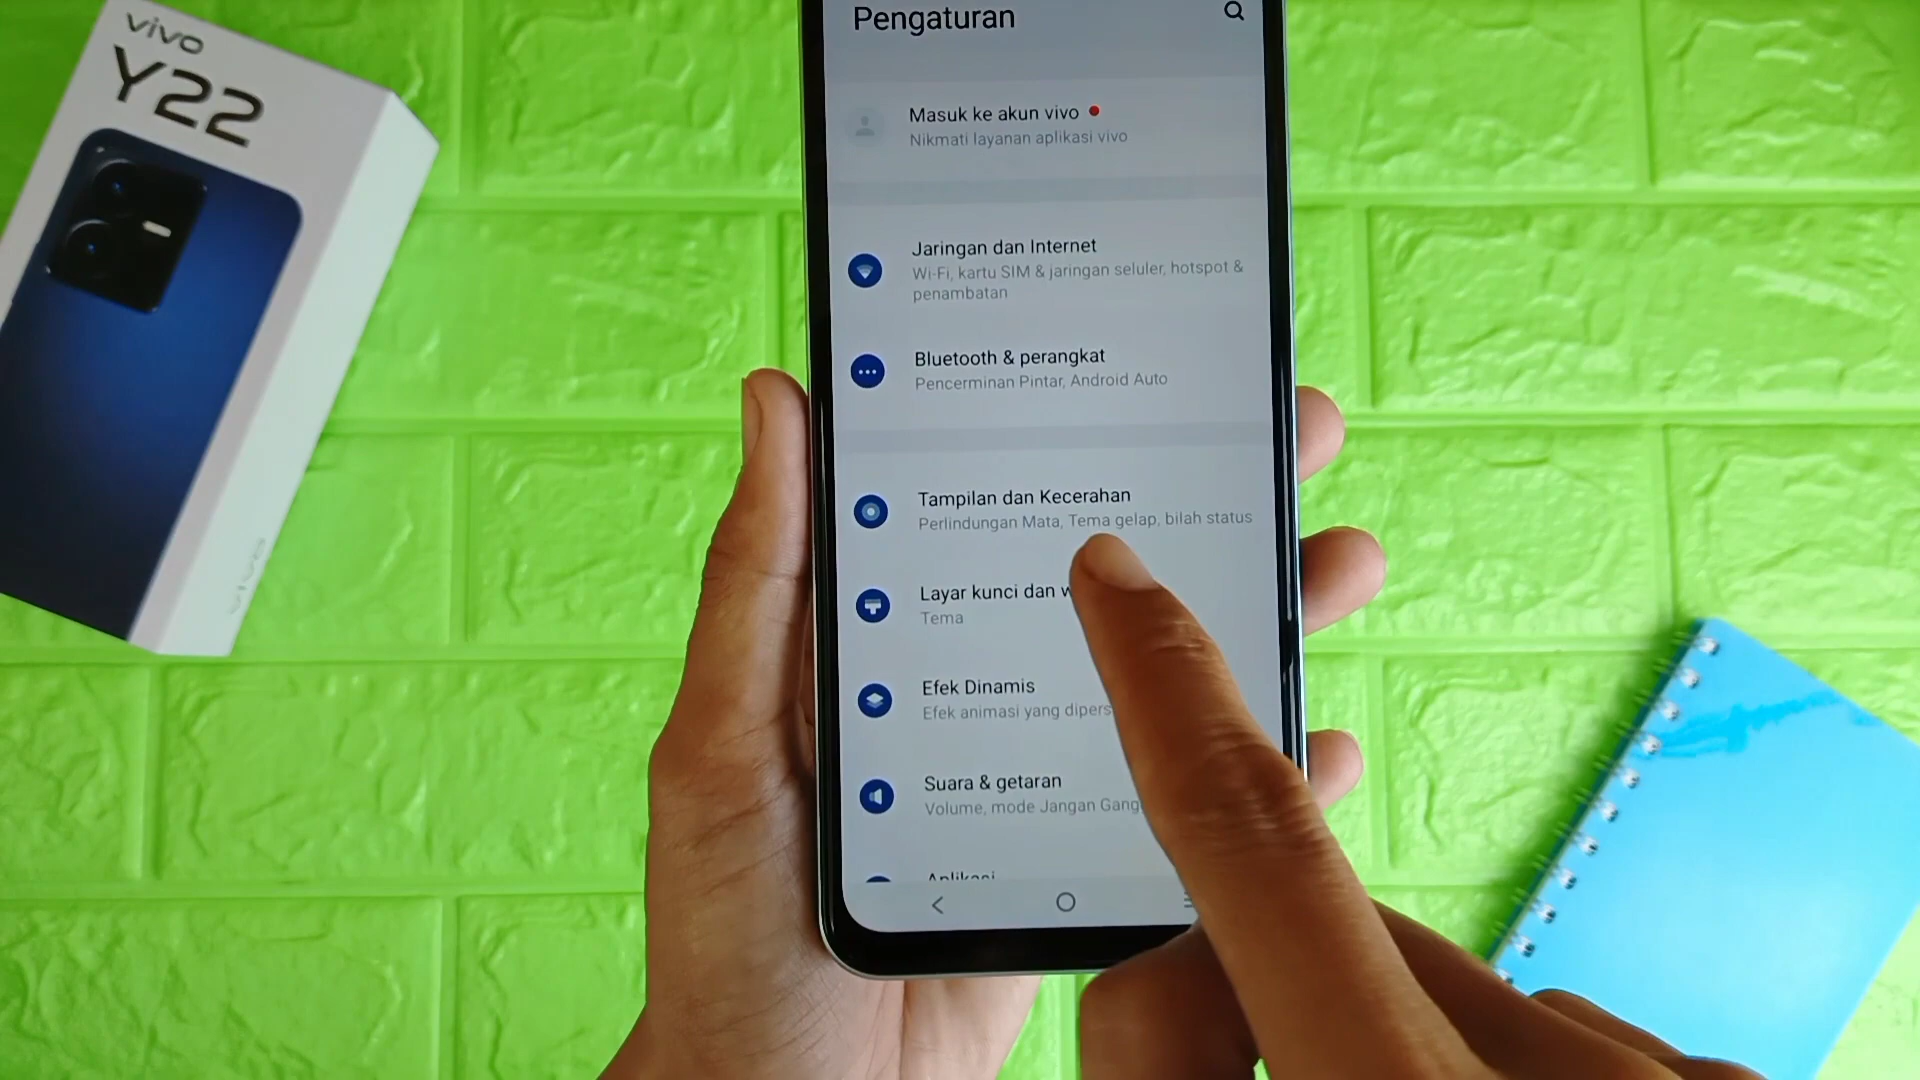 vivo
Y22
Pengaturan
Masuk ke akun vivo
Nikmati layanan aplikasi vivo
Jaringan dan Internet
Wi-Fi, kartu SIM & jaringan seluler, hotspot &
penambatan
Bluetooth & perangkat
Pencerminan Pintar, Android Auto
Tampilan dan Kecerahan
Perlindungan Mata, Tema gelap, bilah status
Layar kunci dan
Tema
Efek Dinamis
Efek animasi yang
Suara & getaran
Volume, mode Jangan
Aplikasi